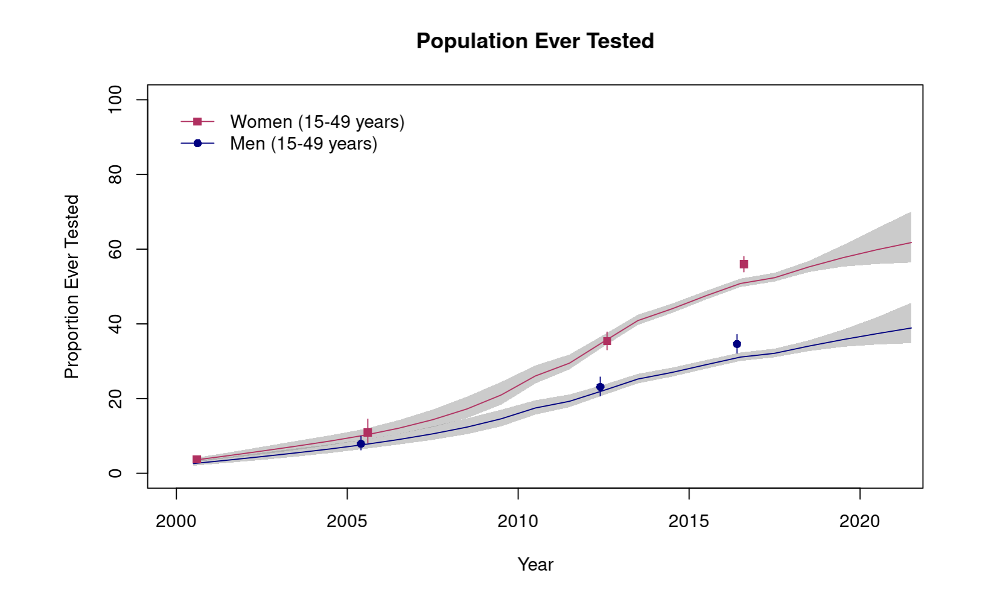 Population Ever Tested
Women (15-49 years)
Men (15-49 years)
Proportion Ever Tested
100
80
60
40
20
0
2000 2005 2010 2015 2020
Year